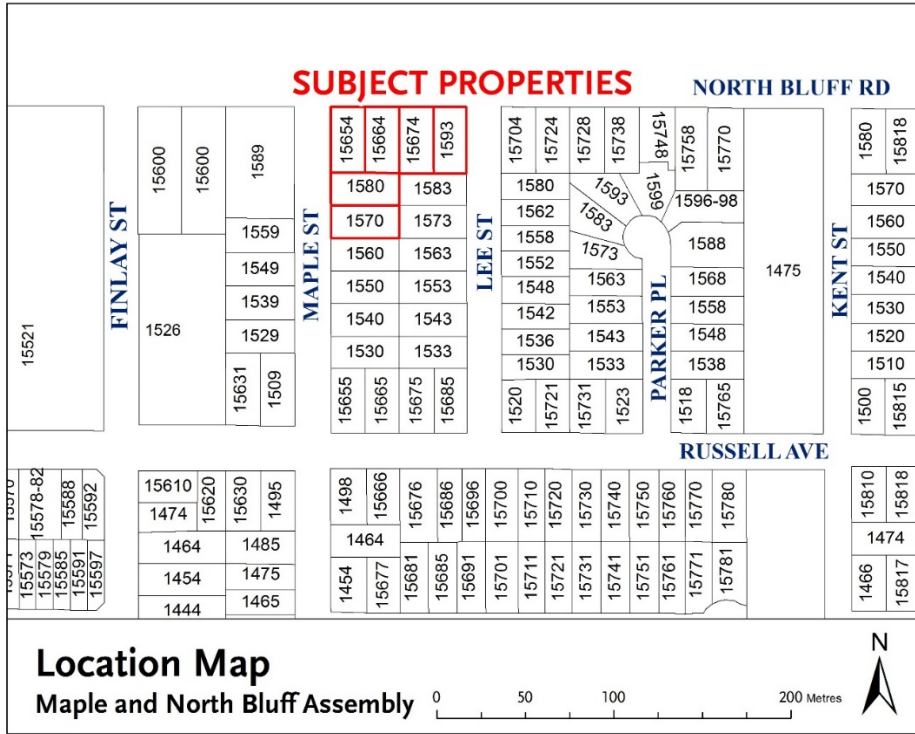 SUBJECT PROPERTIES
NORTH BLUFF RD
15654 15664 15674 1593
15600 15600 1589
15704 15724 15728 15738 15748 15758 15770
1580 15818
1580 1583
1580 1593 1599 1596-98
1570
1570 1573
1559 1562 1583 1588 1560
1560 1563
1549 1558 1573 1550
1550 1553
1552 1563 1568 1540
1539 1548 1553 1558 1530
1540 1543
1529 1542 1543 1548 1520
1530 1533
1536 1533 1538 1510
1530
15521 1526 1475
FINLAY ST
MAPLE ST
LEE ST
PARKER PL
KENT ST
15631 1509
15655 15665 15675 15685
1520 15721 15731 1523
1518 15765
1500 15815
RUSSELL AVE
15578-82 15588 15592
15610 15620 15630 1495
1474
1498 15666 15676 15686 15696 15700 15710 15720 15730 15740 15750 15760 15770 15780
15810 15818
1464 1485 1464 1474
15573 15579 15585 15591 15597
1454 1475
1444 1465
1454 15677 15681 15685 15691 15701 15711 15721 15731 15741 15751 15761 15771 15781
1466 15817
Location Map
Maple and North Bluff Assembly
0 50 100 200 Metres
N